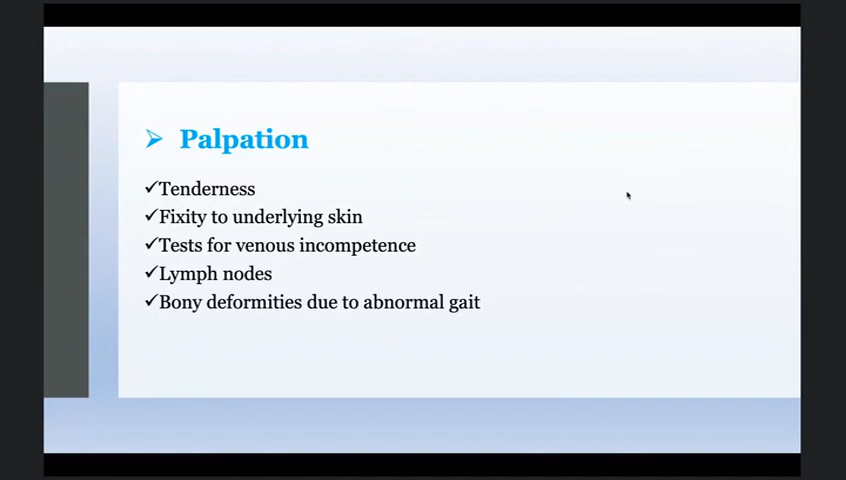 ➢ Palpation
✓Tenderness
✓Fixity to underlying skin
✓Tests for venous incompetence
✓Lymph nodes
✓Bony deformities due to abnormal gait